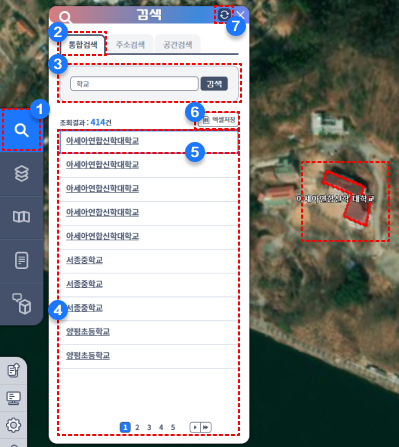 검색
7
2
통합검색 주소검색 공간검색
3
학교 검색
1
6
조회결과 : 414건 엑셀저장
아세아연합신학대학교
5
아세아연합신학대학교
아세아연합신학대학교
아세아연합신학대학교
아세아연합신학대학교
서종중학교
서종중학교
서종중학교
4
양평초등학교
양평초등학교
1 2 3 4 5
아세아연합신학 대학교